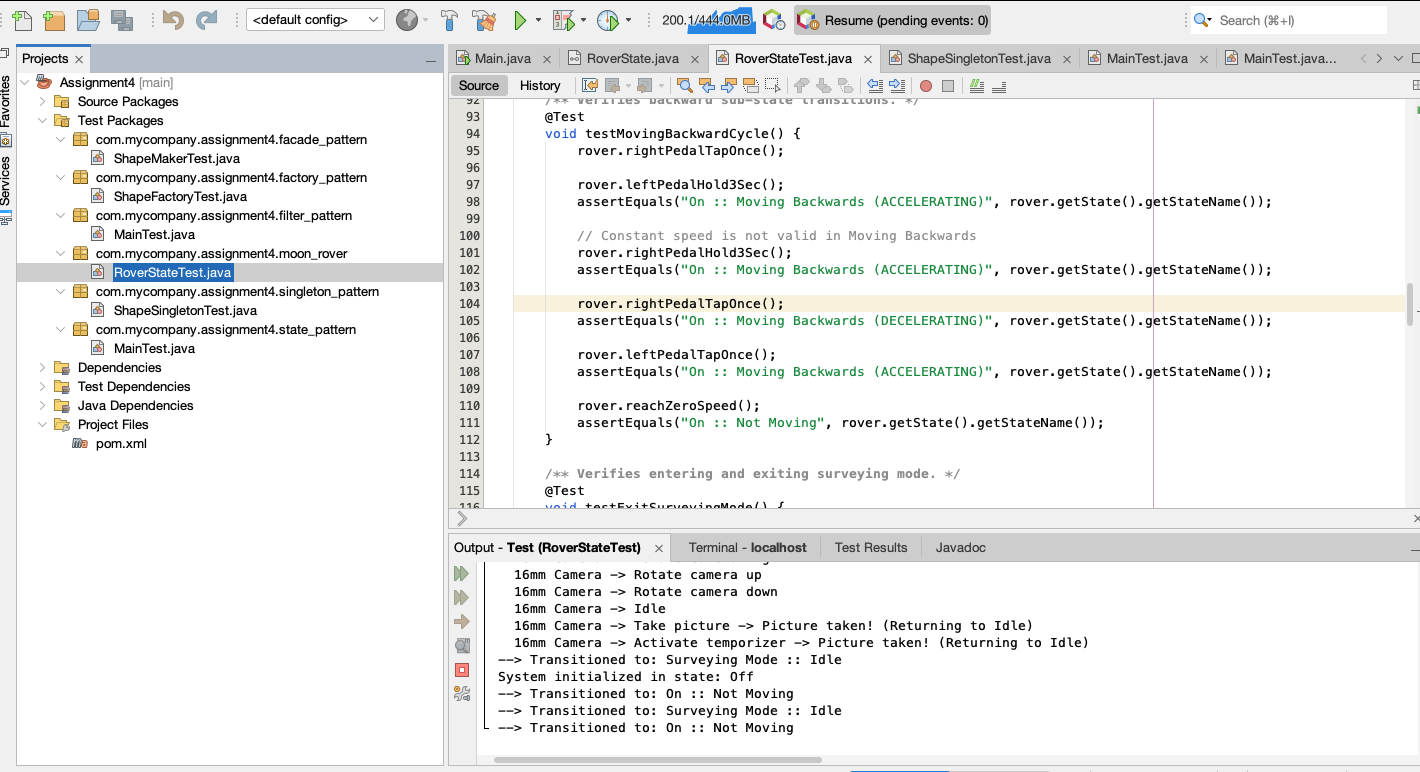 <default config>
200.1/444.0MB
Resume (pending events: 0)
Search (⌘+I)
Projects
Favorites
Services
Assignment4 [main]
Source Packages
Test Packages
com.mycompany.assignment4.facade_pattern
ShapeMakerTest.java
com.mycompany.assignment4.factory_pattern
ShapeFactoryTest.java
com.mycompany.assignment4.filter_pattern
MainTest.java
com.mycompany.assignment4.moon_rover
RoverStateTest.java
com.mycompany.assignment4.singleton_pattern
ShapeSingletonTest.java
com.mycompany.assignment4.state_pattern
MainTest.java
Dependencies
Test Dependencies
Java Dependencies
Project Files
pom.xml
Main.java RoverState.java RoverStateTest.java ShapeSingletonTest.java MainTest.java MainTest.java...
Source History
92 /** Verifies backward sub-state transitions. */
93 @Test
94 void testMovingBackwardCycle() {
95 rover.rightPedalTapOnce();
96
97 rover.leftPedalHold3Sec();
98 assertEquals("On :: Moving Backwards (ACCELERATING)", rover.getState().getStateName());
99
100 // Constant speed is not valid in Moving Backwards
101 rover.rightPedalHold3Sec();
102 assertEquals("On :: Moving Backwards (ACCELERATING)", rover.getState().getStateName());
103
104 rover.rightPedalTapOnce();
105 assertEquals("On :: Moving Backwards (DECELERATING)", rover.getState().getStateName());
106
107 rover.leftPedalTapOnce();
108 assertEquals("On :: Moving Backwards (ACCELERATING)", rover.getState().getStateName());
109
110 rover.reachZeroSpeed();
111 assertEquals("On :: Not Moving", rover.getState().getStateName());
112 }
113
114 /** Verifies entering and exiting surveying mode. */
115 @Test
116 void testExitSurveyingMode() {
Output - Test (RoverStateTest) Terminal - localhost Test Results Javadoc
16mm Camera -> Rotate camera up
16mm Camera -> Rotate camera down
16mm Camera -> Idle
16mm Camera -> Take picture -> Picture taken! (Returning to Idle)
16mm Camera -> Activate temporizer -> Picture taken! (Returning to Idle)
--> Transitioned to: Surveying Mode :: Idle
System initialized in state: Off
--> Transitioned to: On :: Not Moving
--> Transitioned to: Surveying Mode :: Idle
--> Transitioned to: On :: Not Moving